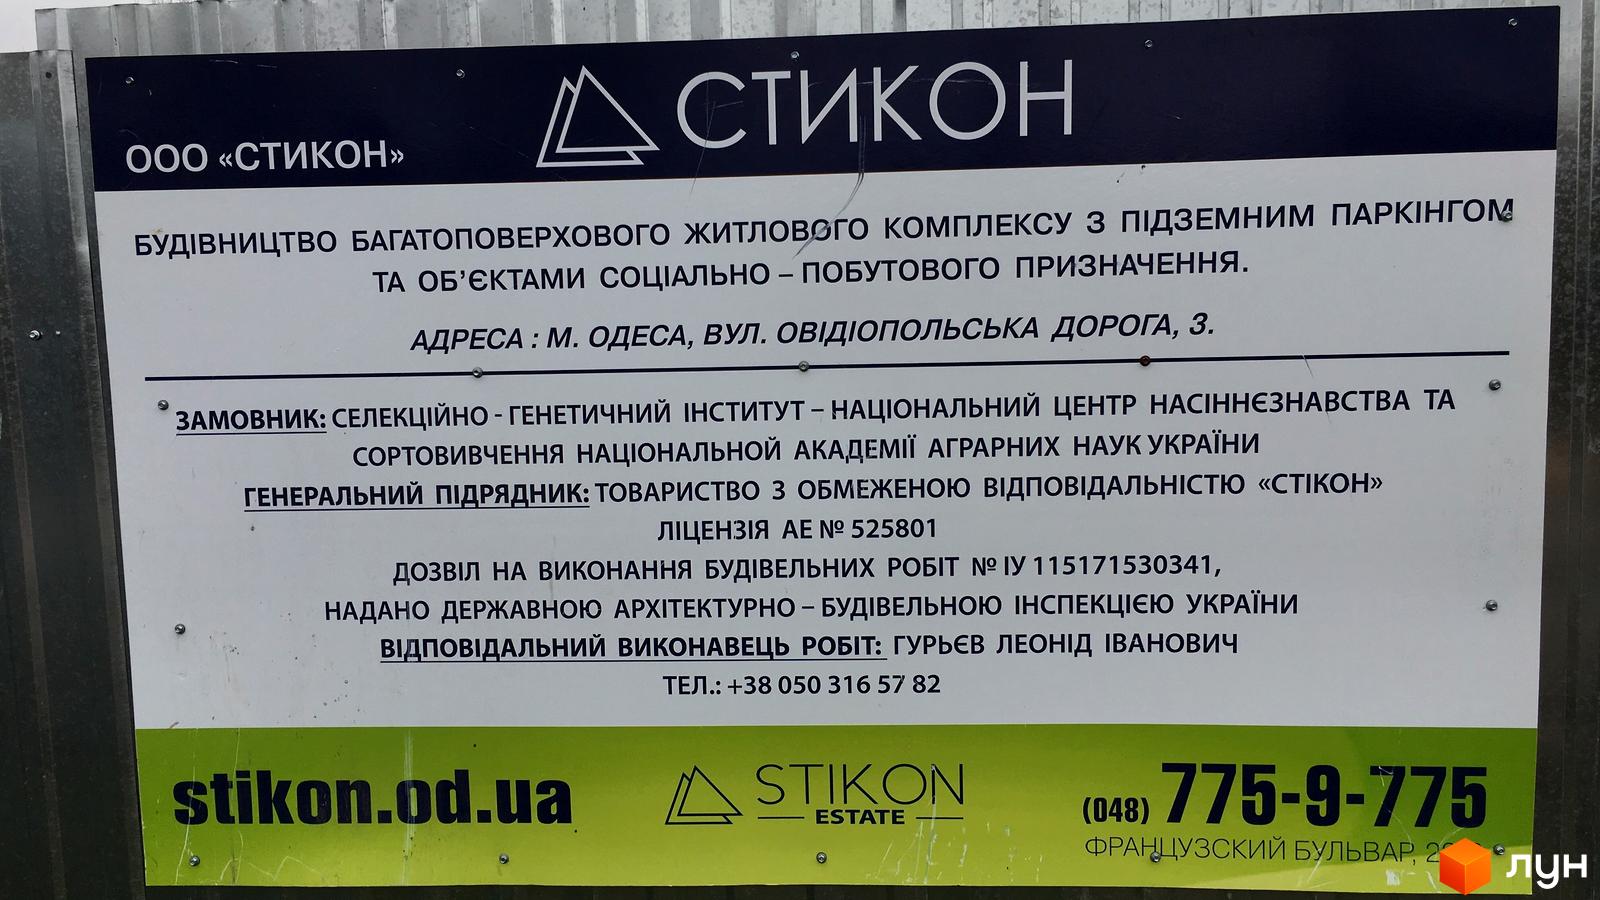 СТИКОН
ООО «СТИКОН»
БУДІВНИЦТВО БАГАТОПОВЕРХОВОГО ЖИТЛОВОГО КОМПЛЕКСУ З ПІДЗЕМНИМ ПАРКІНГОМ
ТА ОБ’ЄКТАМИ СОЦІАЛЬНО – ПОБУТОВОГО ПРИЗНАЧЕННЯ.
АДРЕСА : М. ОДЕСА, ВУЛ. ОВІДІОПОЛЬСЬКА ДОРОГА, 3.
ЗАМОВНИК: СЕЛЕКЦІЙНО - ГЕНЕТИЧНИЙ ІНСТИТУТ – НАЦІОНАЛЬНИЙ ЦЕНТР НАСІННЄЗНАВСТВА ТА
СОРТОВИВЧЕННЯ НАЦІОНАЛЬНОЙ АКАДЕМІЇ АГРАРНИХ НАУК УКРАЇНИ
ГЕНЕРАЛЬНИЙ ПІДРЯДНИК: ТОВАРИСТВО З ОБМЕЖЕНОЮ ВІДПОВІДАЛЬНІСТЮ «СТІКОН»
ЛІЦЕНЗІЯ АЕ № 525801
ДОЗВІЛ НА ВИКОНАННЯ БУДІВЕЛЬНИХ РОБІТ № ІУ 115171530341,
НАДАНО ДЕРЖАВНОЮ АРХІТЕКТУРНО – БУДІВЕЛЬНОЮ ІНСПЕКЦІЄЮ УКРАЇНИ
ВІДПОВІДАЛЬНИЙ ВИКОНАВЕЦЬ РОБІТ: ГУРЬЄВ ЛЕОНІД ІВАНОВИЧ
ТЕЛ.: +38 050 316 57 82
stikon.od.ua
STIKON
ESTATE
(048) 775-9-775
ФРАНЦУЗСКИЙ БУЛЬВАР,
лун